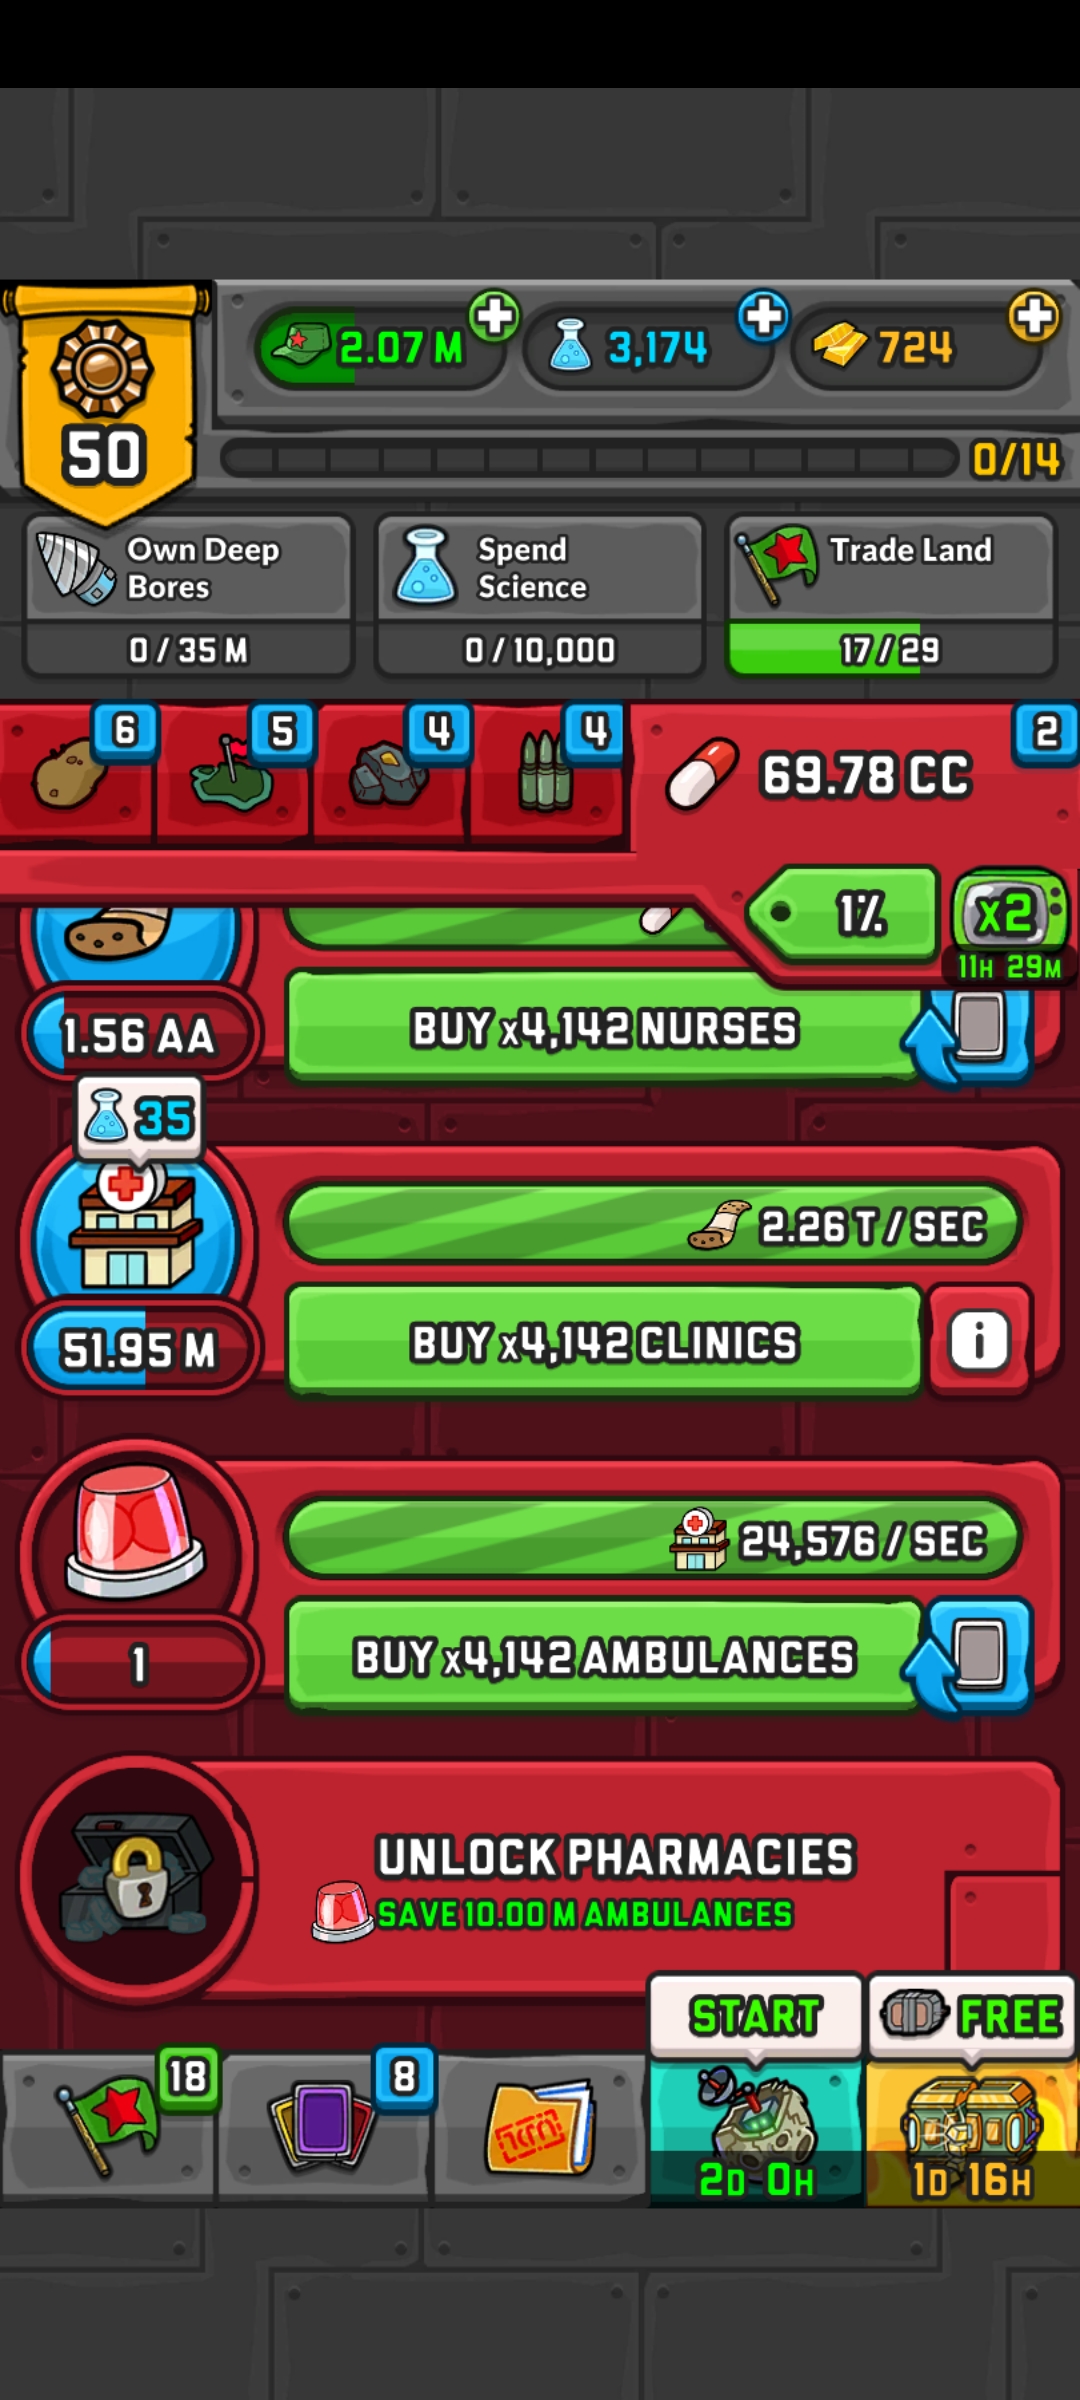 50
2.07 M
3,174
724
0/14
Own Deep
Bores
0 / 35 M
Spend
Science
0 / 10,000
Trade Land
17 / 29
6
5
4
4
69.78 CC
2
1%
x2
11H 29M
1.56 AA
BUY x4,142 NURSES
35
2.26 T / SEC
51.95 M
BUY x4,142 CLINICS
i
24,576 / SEC
1
BUY x4,142 AMBULANCES
UNLOCK PHARMACIES
SAVE 10.00 M AMBULANCES
START
FREE
18
8
2D 0H
1D 16H